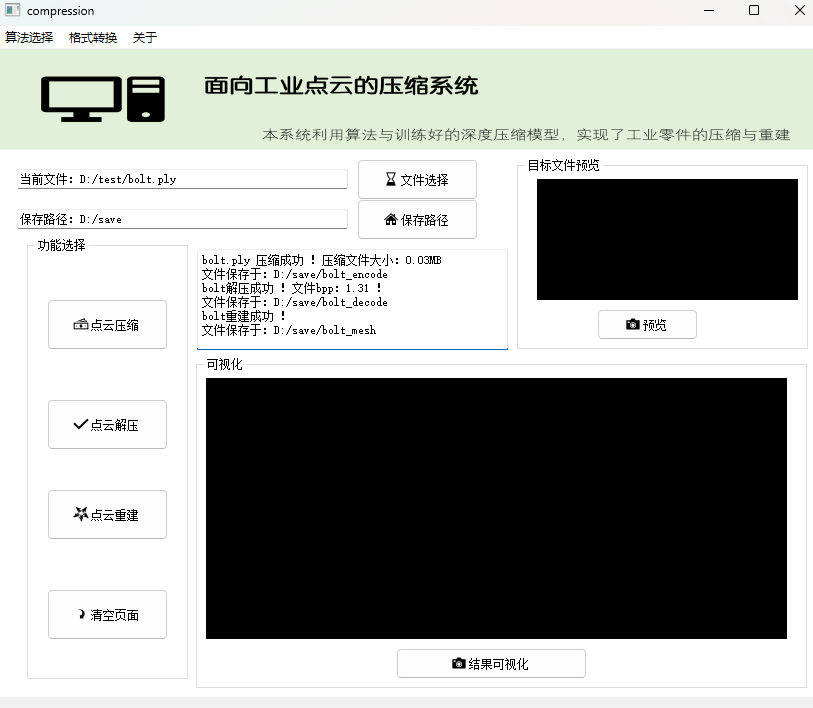 compression
算法选择 格式转换 关于
面向工业点云的压缩系统
本系统利用算法与训练好的深度压缩模型，实现了工业零件的压缩与重建
当前文件：D:/test/bolt.ply
文件选择
保存路径：D:/save
保存路径
目标文件预览
预览
功能选择
点云压缩
点云解压
点云重建
清空页面
bolt.ply 压缩成功 ！压缩文件大小：0.03MB
文件保存于：D:/save/bolt_encode
bolt解压成功 ！文件bpp：1.31 ！
文件保存于：D:/save/bolt_decode
bolt重建成功 ！
文件保存于：D:/save/bolt_mesh
可视化
结果可视化